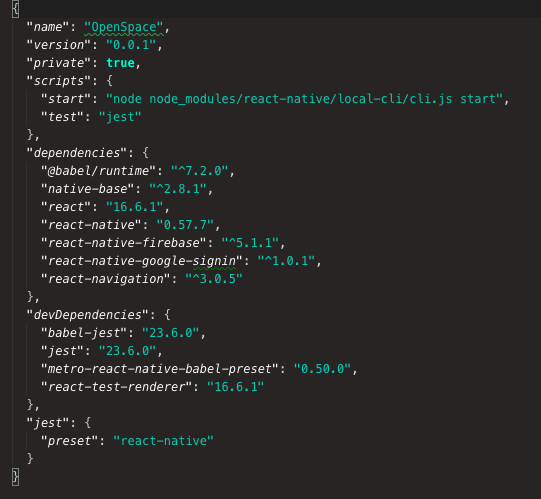 {
"name": "OpenSpace",
"version": "0.0.1",
"private": true,
"scripts": {
"start": "node node_modules/react-native/local-cli/cli.js start",
"test": "jest"
},
"dependencies": {
"@babel/runtime": "^7.2.0",
"native-base": "^2.8.1",
"react": "16.6.1",
"react-native": "0.57.7",
"react-native-firebase": "^5.1.1",
"react-native-google-signin": "^1.0.1",
"react-navigation": "^3.0.5"
},
"devDependencies": {
"babel-jest": "23.6.0",
"jest": "23.6.0",
"metro-react-native-babel-preset": "0.50.0",
"react-test-renderer": "16.6.1"
},
"jest": {
"preset": "react-native"
}
}